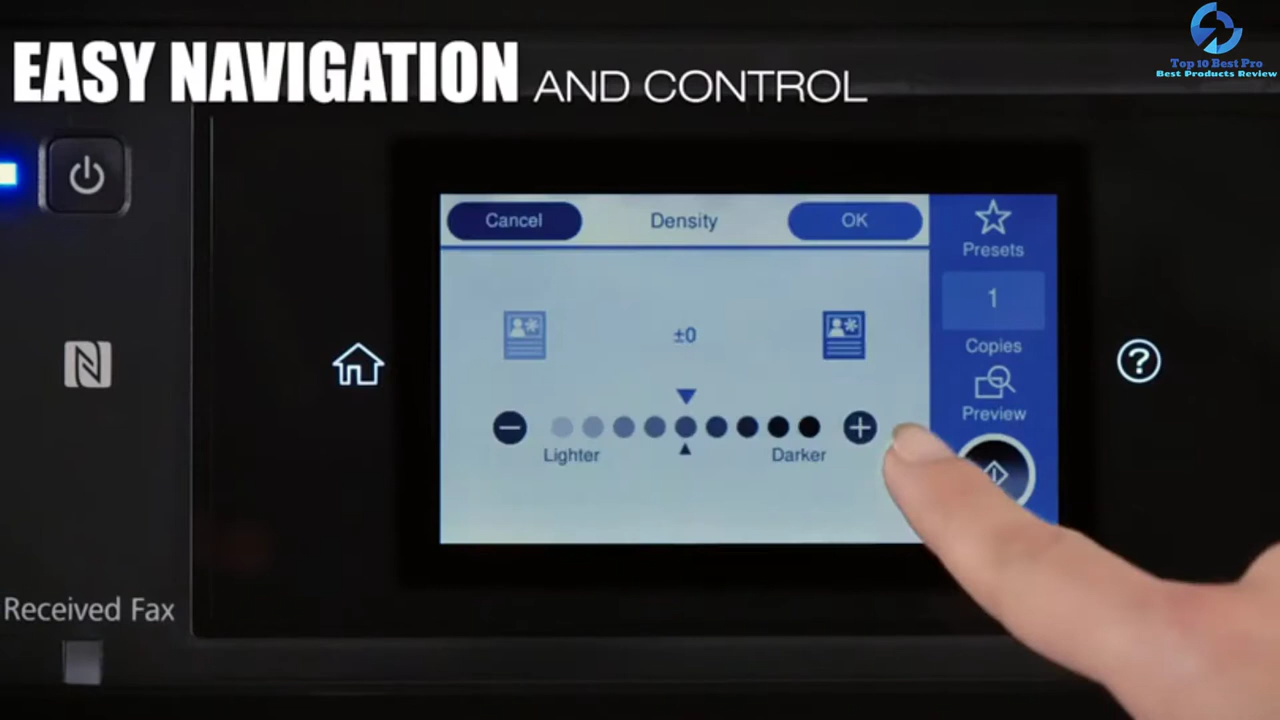 EASY NAVIGATION AND CONTROL
Top 10 Best Pro
Best Products Review
Cancel
Density
OK
Presets
±0
1
Copies
Preview
Lighter
Darker
Received Fax